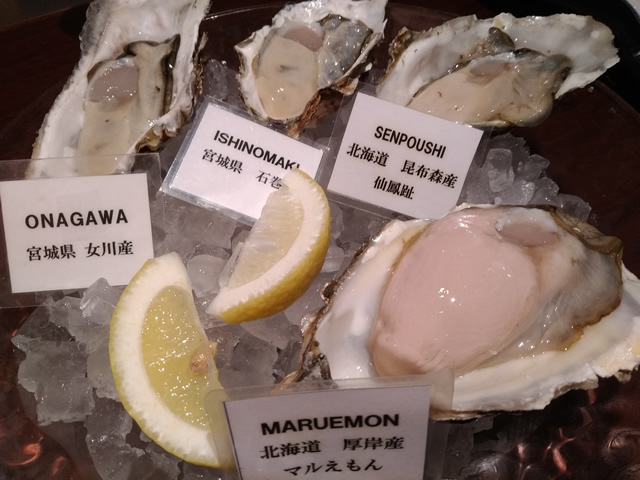 ONAGAWA
宮城県 女川産
ISHINOMAKI
宮城県 石巻
SENPOUSHI
北海道 昆布森産
仙鳳趾
MARUEMON
北海道 厚岸産
マルえもん